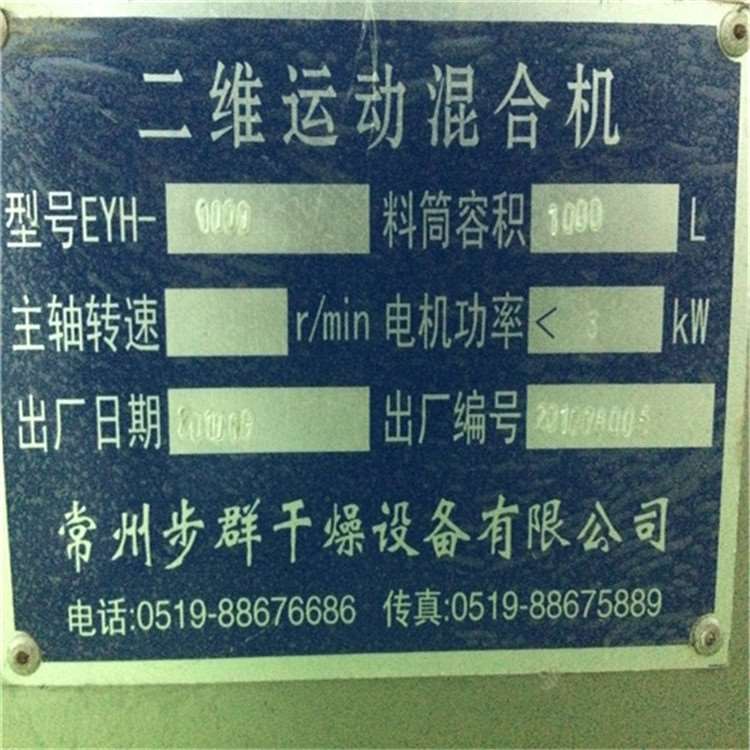 二维运动混合机
型号EYH- 1000 料筒容积 1000 L
主轴转速 r/min 电机功率 < 3 kW
出厂日期 出厂编号
常州步群干燥设备有限公司
电话:0519-88676686 传真:0519-88675889